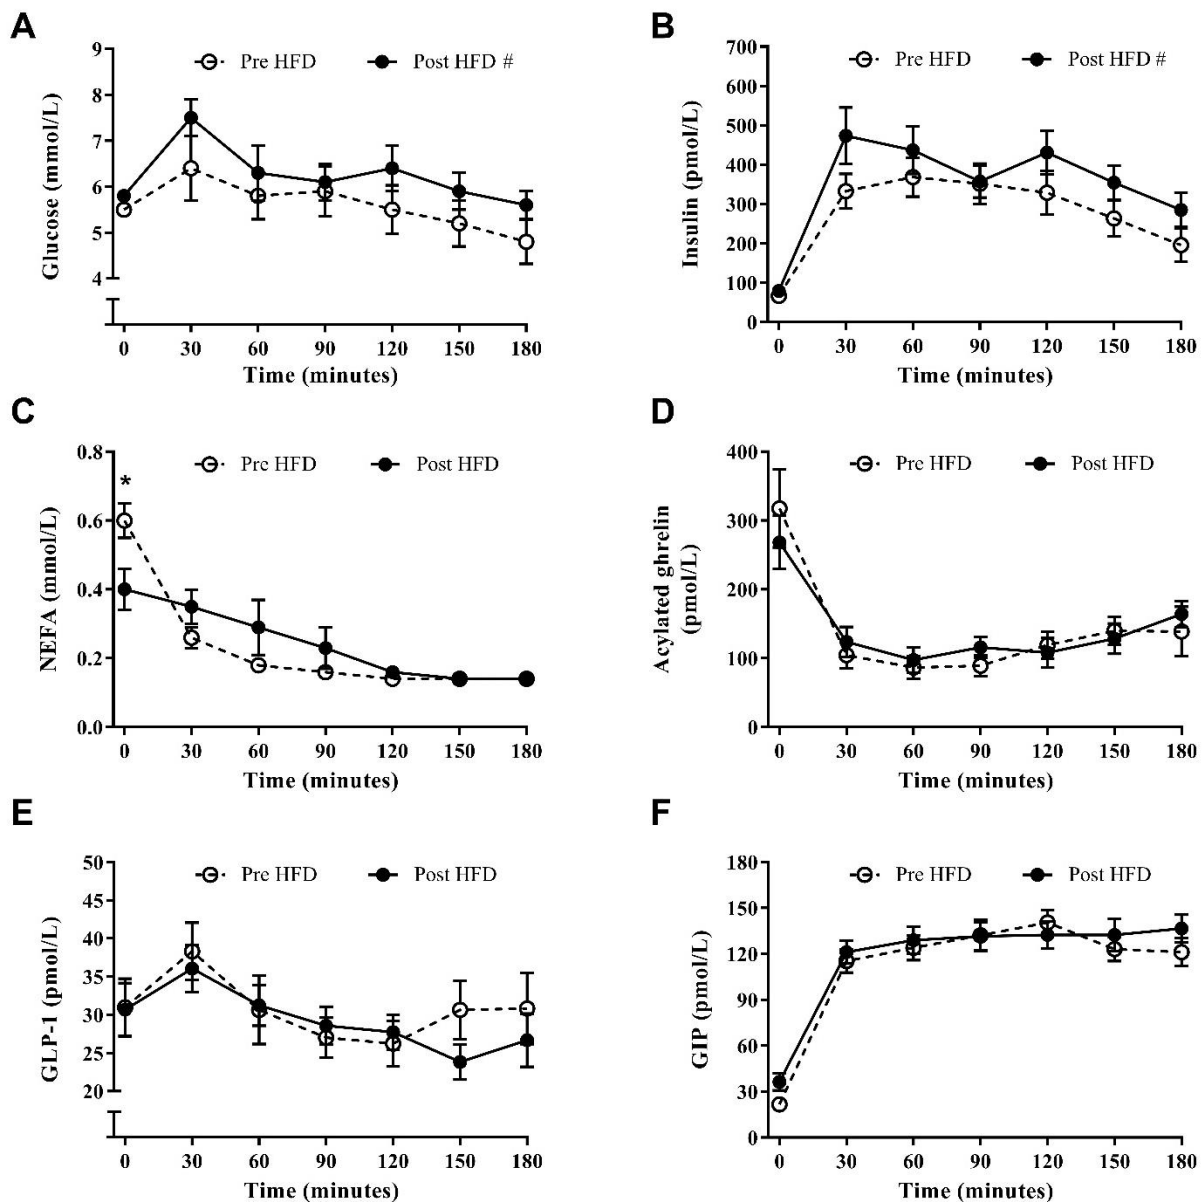 A
Glucose (mmol/L)
Pre HFD
Post HFD #
9
8
7
6
5
4
0 30 60 90 120 150 180
Time (minutes)
B
Insulin (pmol/L)
Pre HFD
Post HFD #
700
600
500
400
300
200
100
0
0 30 60 90 120 150 180
Time (minutes)
C
NEFA (mmol/L)
Pre HFD
Post HFD
0.8
*
0.6
0.4
0.2
0.0
0 30 60 90 120 150 180
Time (minutes)
D
Acylated ghrelin
(pmol/L)
Pre HFD
Post HFD
400
300
200
100
0
0 30 60 90 120 150 180
Time (minutes)
E
GLP-1 (pmol/L)
Pre HFD
Post HFD
50
45
40
35
30
25
20
0 30 60 90 120 150 180
Time (minutes)
F
GIP (pmol/L)
Pre HFD
Post HFD
180
150
120
90
60
30
0
0 30 60 90 120 150 180
Time (minutes)